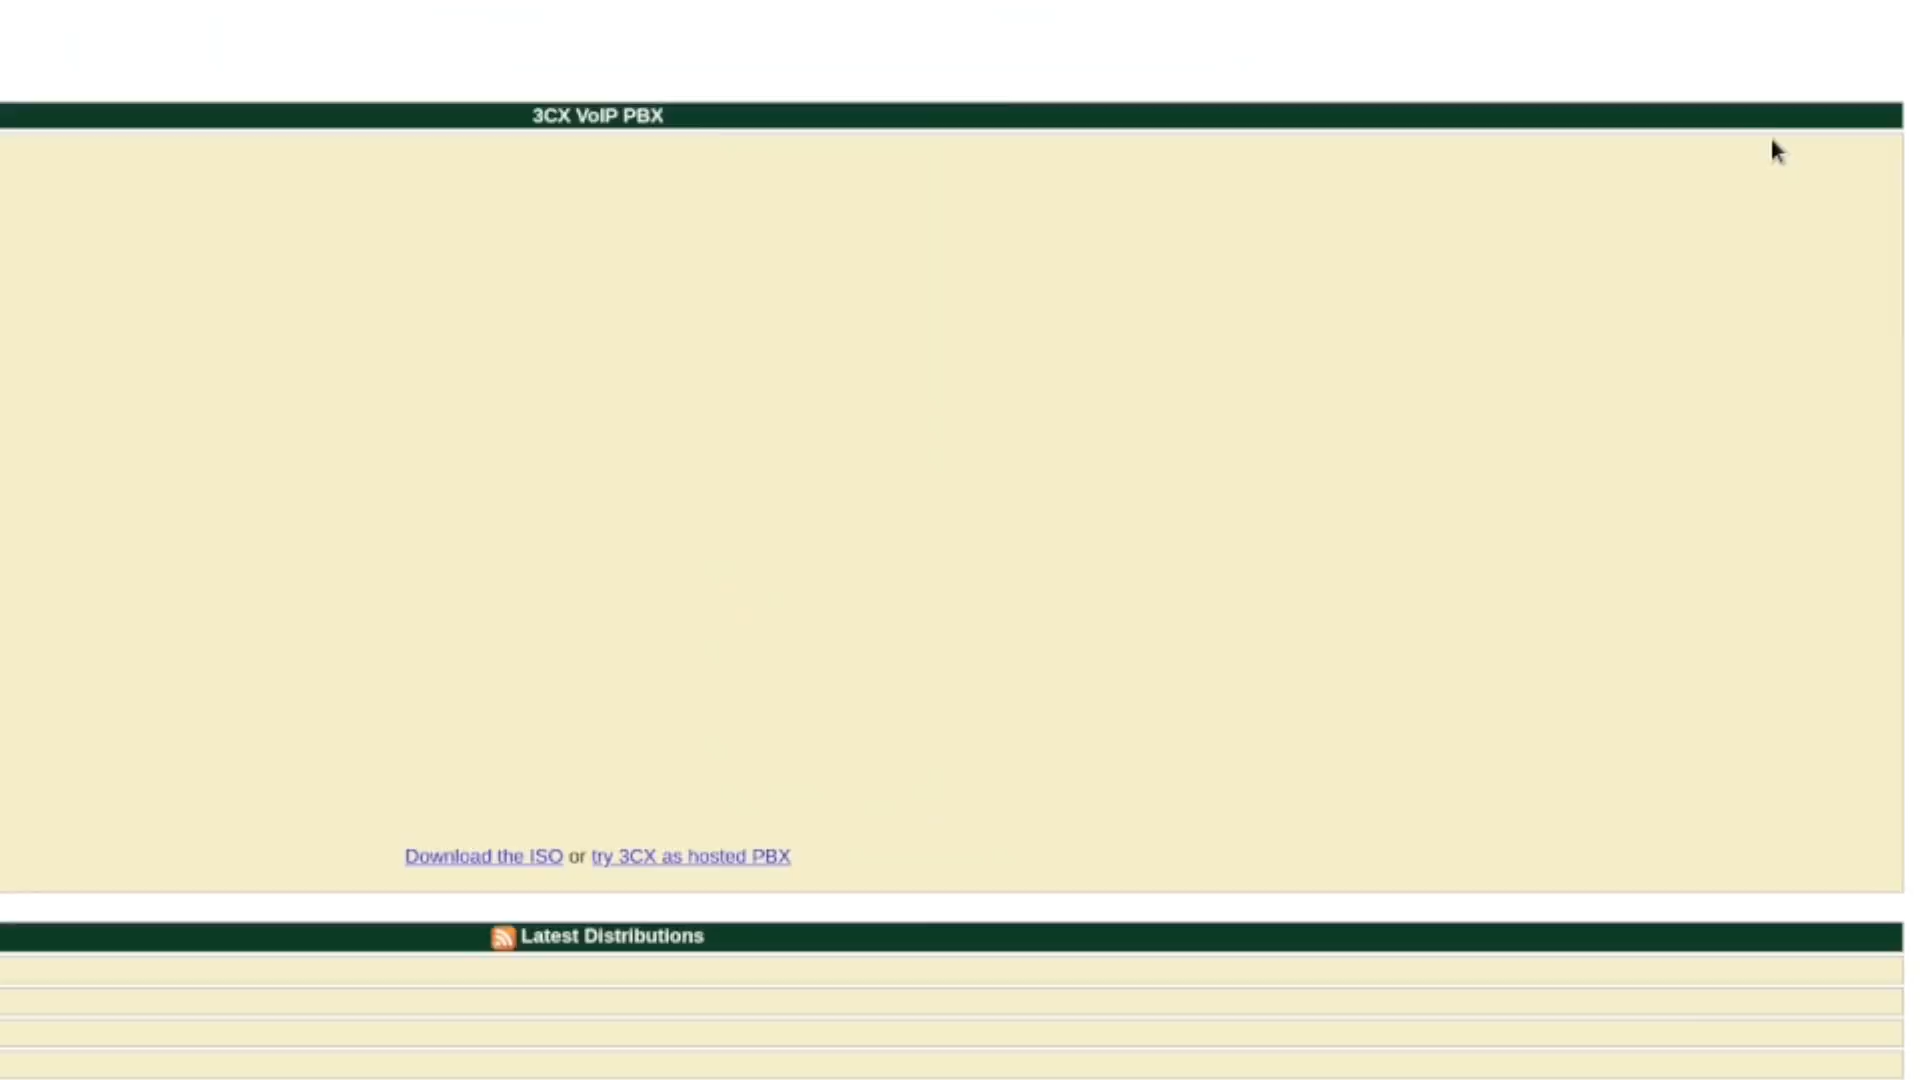 3CX VoIP PBX
Download the ISO or try 3CX as hosted PBX
Latest Distributions